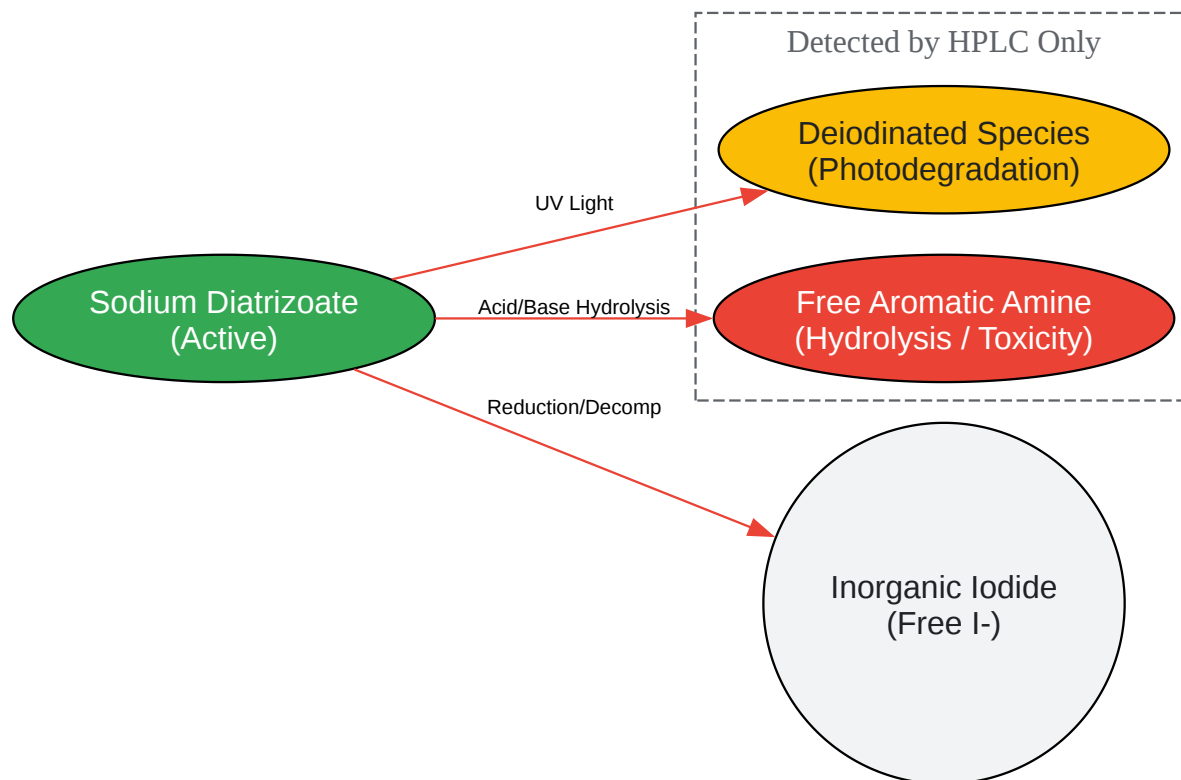 Detected by HPLC Only
Deiodinated Species
(Photodegradation)
UV Light
Sodium Diatrizoate
(Active)
Acid/Base Hydrolysis
Free Aromatic Amine
(Hydrolysis / Toxicity)
Reduction/Decomp
Inorganic Iodide
(Free I-)